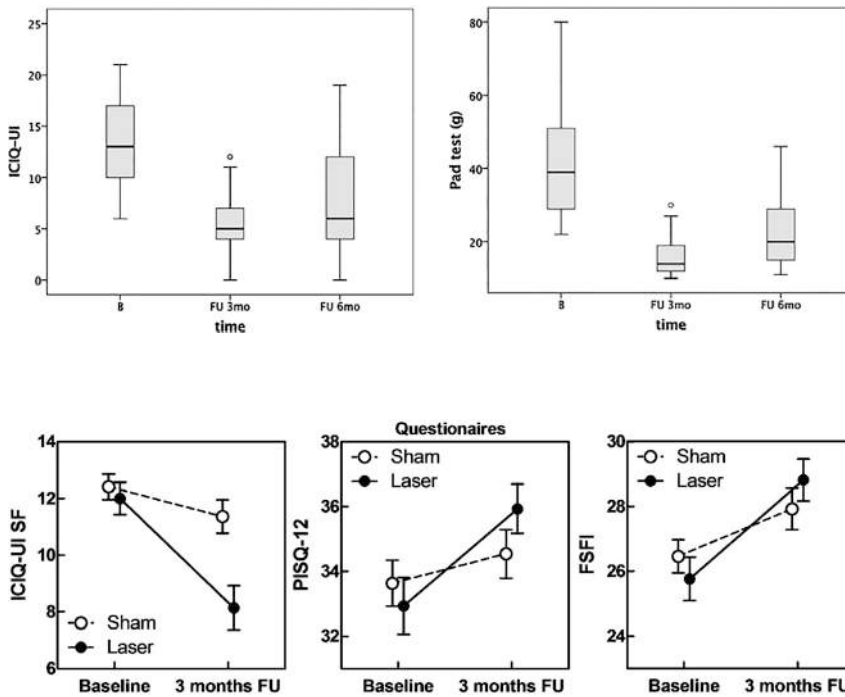 ICIQ-UI
25
20
15
10
5
0
B
FU 3mo
FU 6mo
time
Pad test (g)
80
60
40
20
B
FU 3mo
FU 6mo
time
Questionaires
ICIQ-UI SF
14
12
10
8
6
Sham
Laser
Baseline
3 months FU
PISQ-12
38
36
34
32
Sham
Laser
Baseline
3 months FU
FSFI
30
28
26
24
Sham
Laser
Baseline
3 months FU